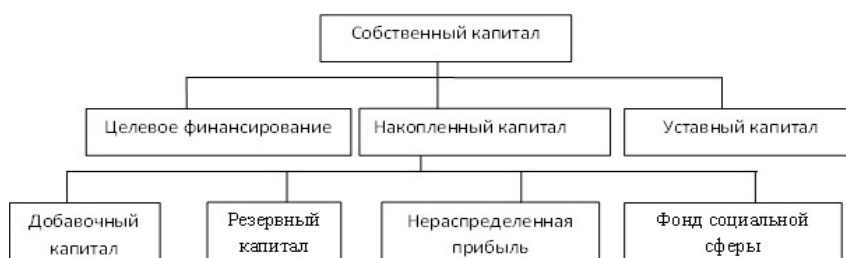 Собственный капитал
Целевое финансирование
Накопленный капитал
Уставный капитал
Добавочный
капитал
Резервный
капитал
Нераспределенная
прибыль
Фонд социальной
сферы